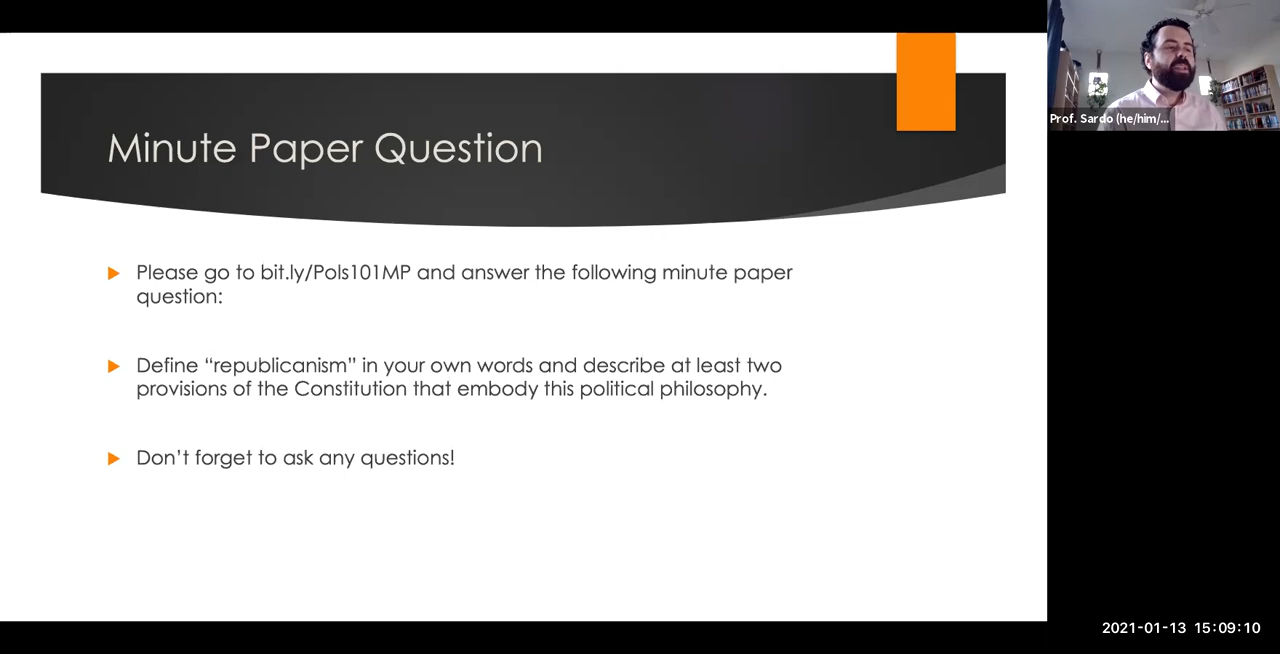 Minute Paper Question
Please go to bit.ly/Pols101MP and answer the following minute paper
question:
Define “republicanism” in your own words and describe at least two
provisions of the Constitution that embody this political philosophy.
Don’t forget to ask any questions!
Prof. Sardo (he/him/...
2021-01-13 15:09:10